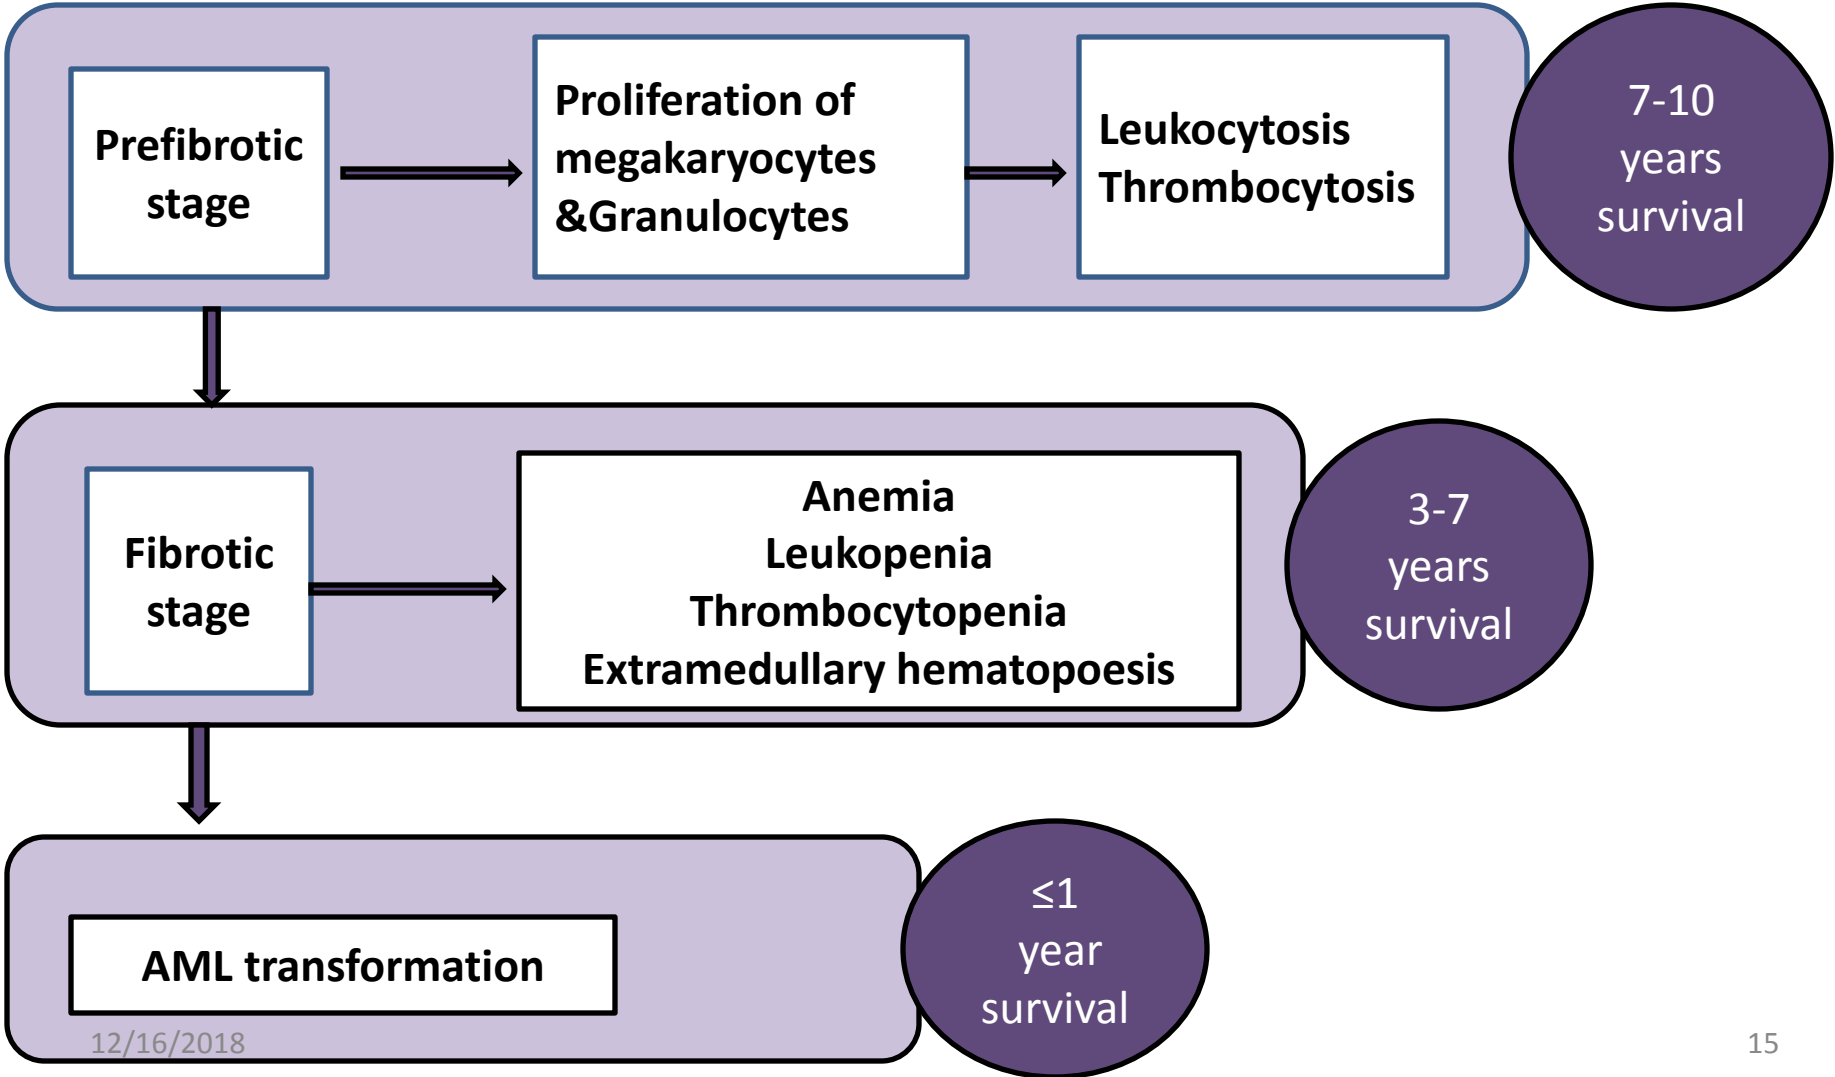 Prefibrotic
stage
Proliferation of
megakaryocytes
&Granulocytes
Leukocytosis
Thrombocytosis
7-10
years
survival
Fibrotic
stage
Anemia
Leukopenia
Thrombocytopenia
Extramedullary hematopoesis
3-7
years
survival
AML transformation
≤1
year
survival
12/16/2018
15